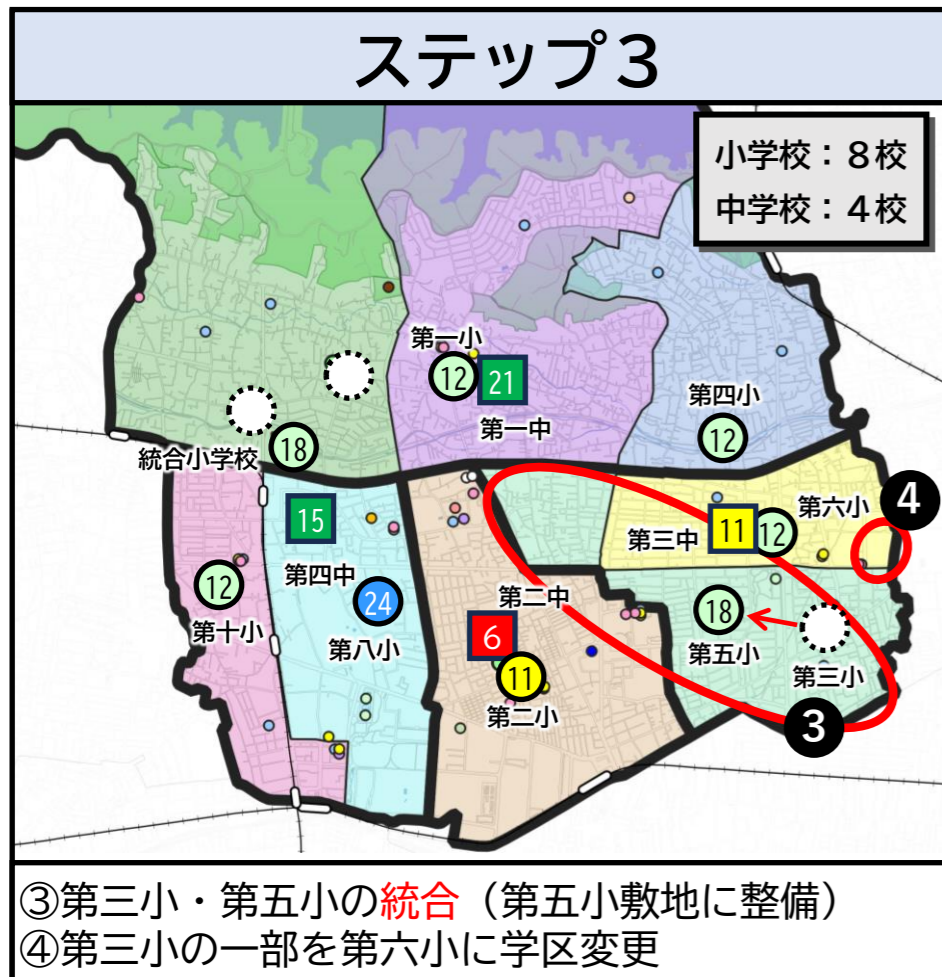 ステップ３
小学校：８校
中学校：４校
第一小
12
21
第一中
第四小
12
統合小学校
18
15
第四中
12
第十小
24
第八小
第二中
6
11
第二小
第三中
11
12
第六小
❹
18
第五小
第三小
❸
③第三小・第五小の統合（第五小敷地に整備）
④第三小の一部を第六小に学区変更